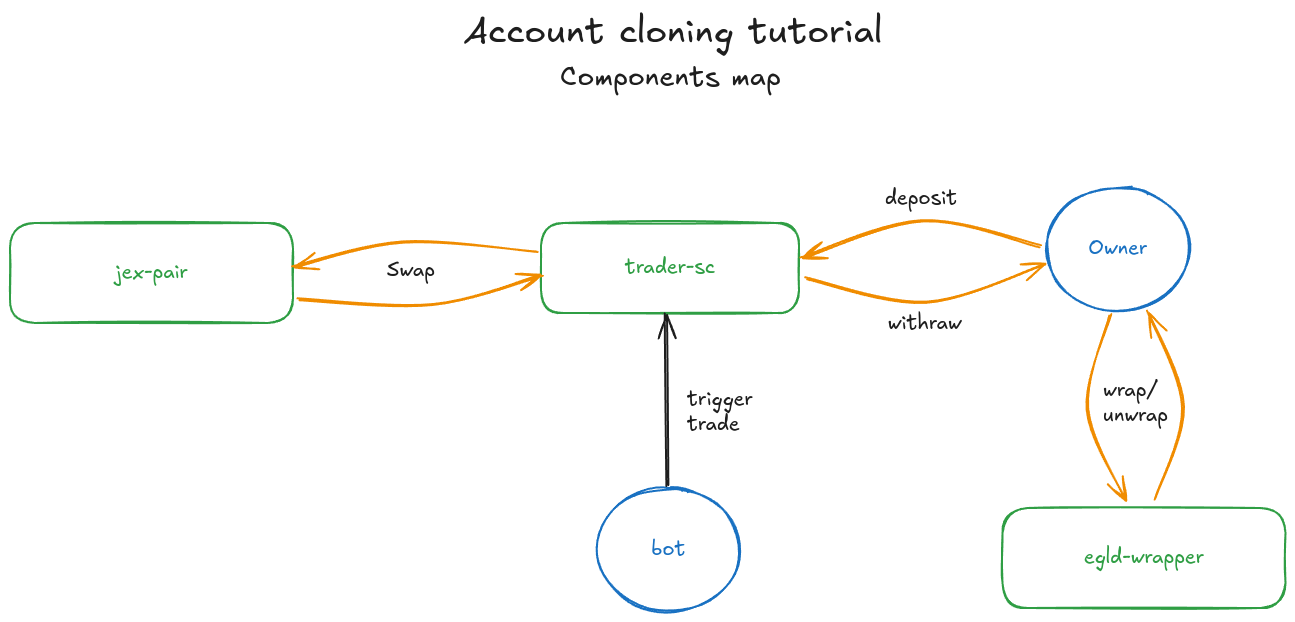 Account cloning tutorial
Components map
deposit
jex-pair
Swap
trader-sc
Owner
withraw
trigger
trade
wrap/
unwrap
bot
egld-wrapper